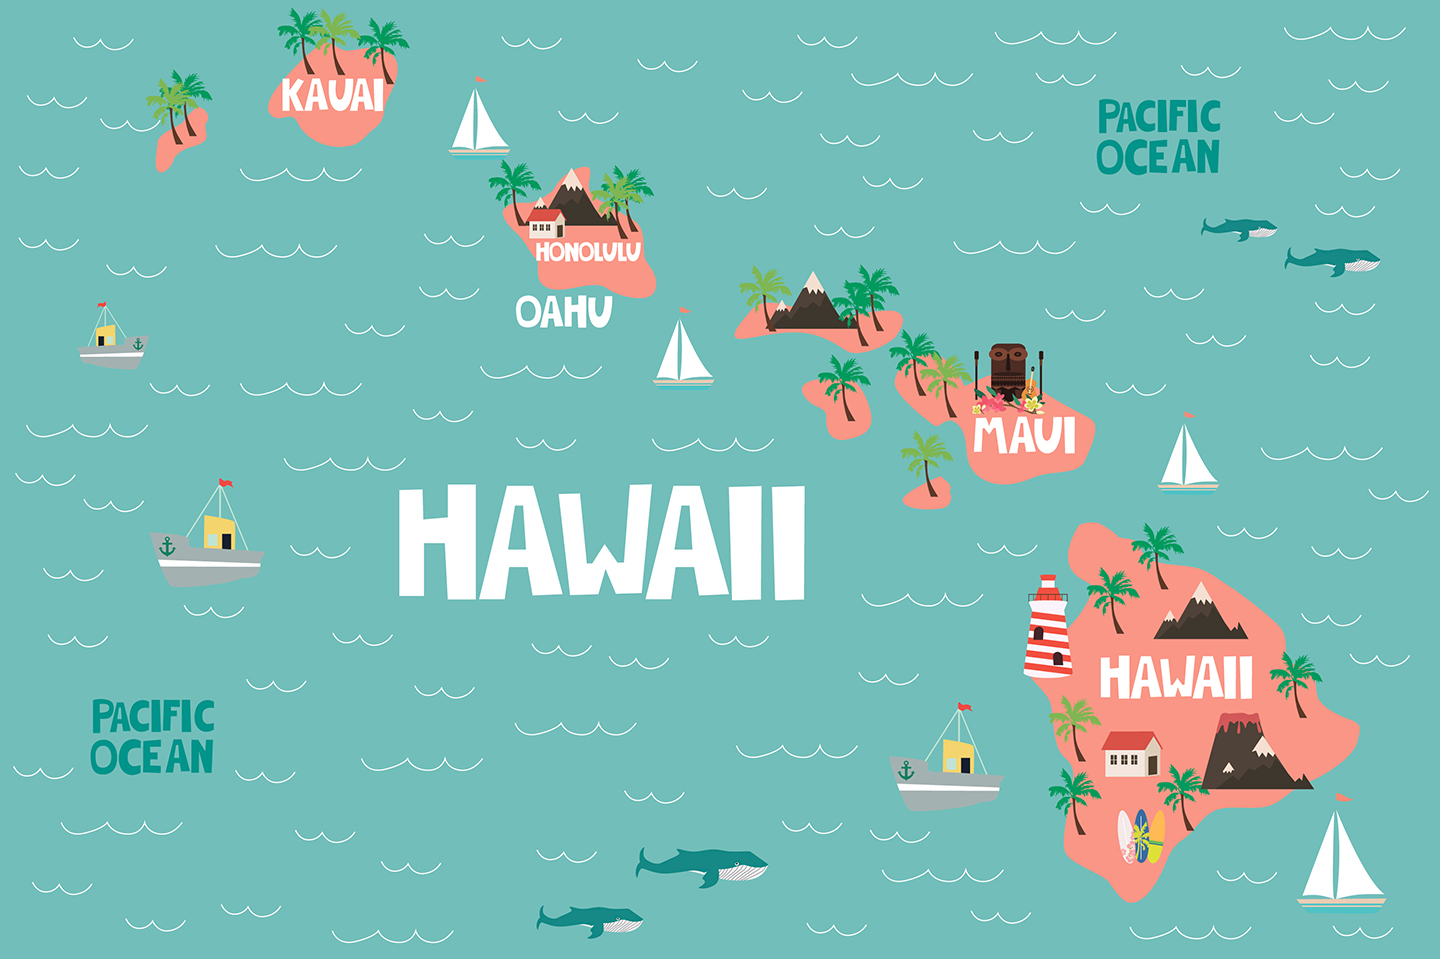 KAUAI
PACIFIC
OCEAN
HONOLULU
OAHU
MAUI
HAWAII
HAWAII
PACIFIC
OCEAN